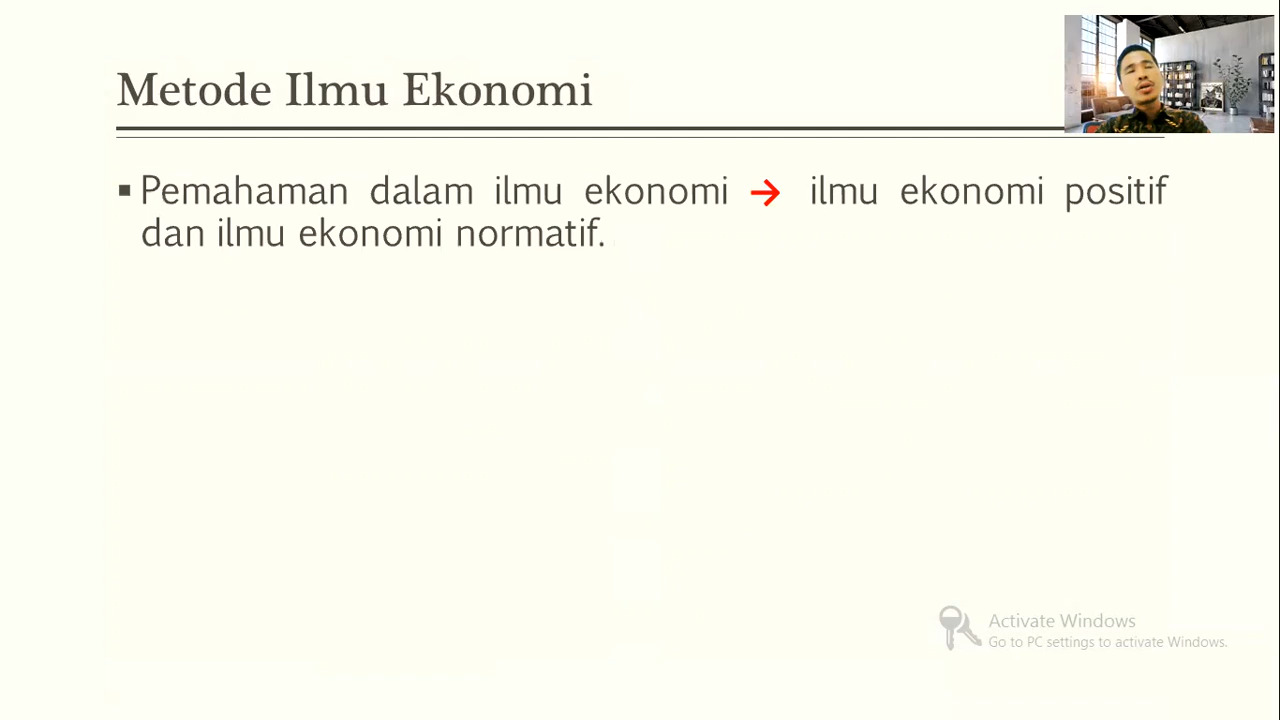 Metode Ilmu Ekonomi
▪ Pemahaman dalam ilmu ekonomi → ilmu ekonomi positif
dan ilmu ekonomi normatif.
Activate Windows
Go to PC settings to activate Windows.